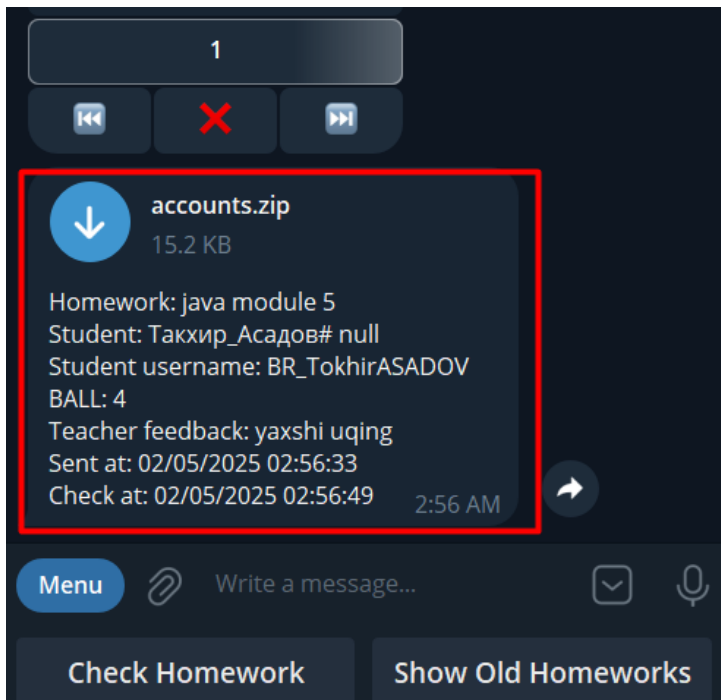 1
accounts.zip
15.2 KB
Homework: java module 5
Student: Такхир_Асадов# null
Student username: BR_TokhirASADOV
BALL: 4
Teacher feedback: yaxshi uqing
Sent at: 02/05/2025 02:56:33
Check at: 02/05/2025 02:56:49
2:56 AM
Menu
Write a message...
Check Homework
Show Old Homeworks